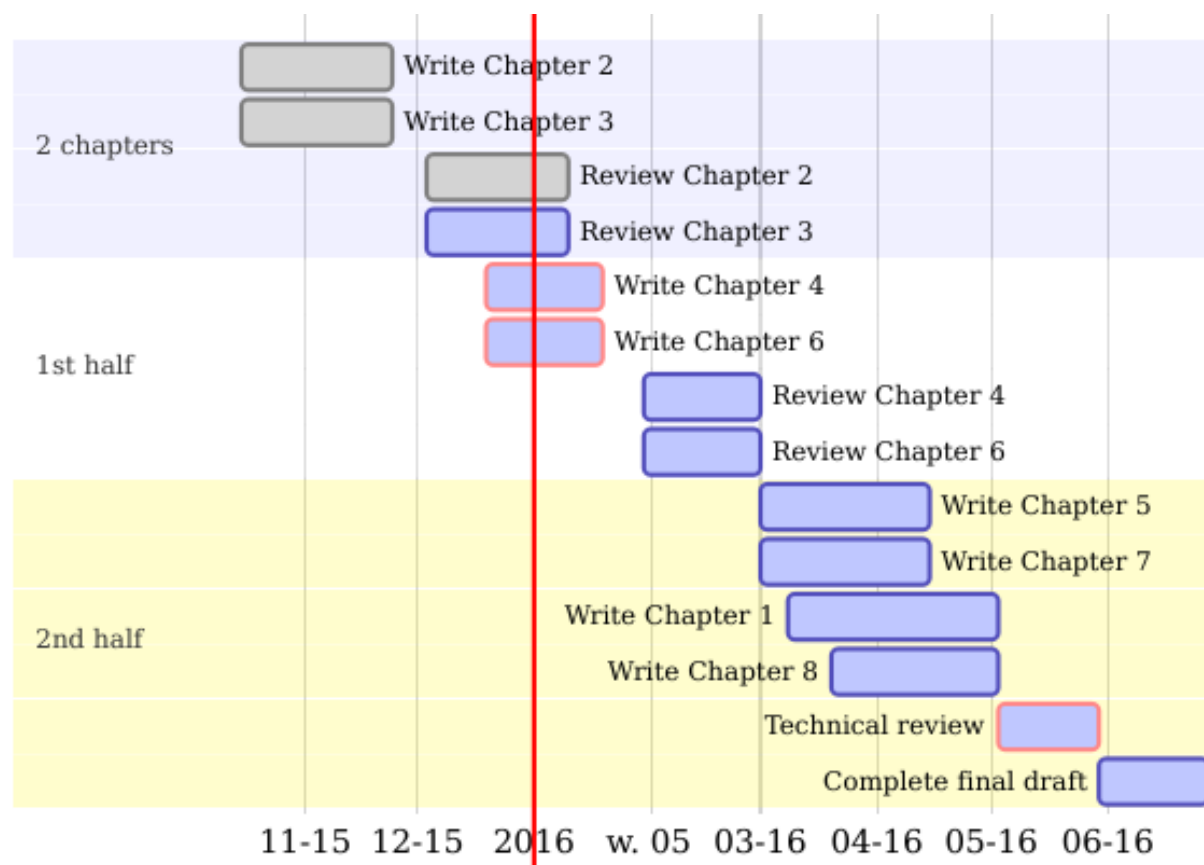 Write Chapter 2
Write Chapter 3
2 chapters
Review Chapter 2
Review Chapter 3
Write Chapter 4
Write Chapter 6
1st half
Review Chapter 4
Review Chapter 6
Write Chapter 5
Write Chapter 7
Write Chapter 1
2nd half
Write Chapter 8
Technical review
Complete final draft
11-15 12-15 2016 w. 05 03-16 04-16 05-16 06-16